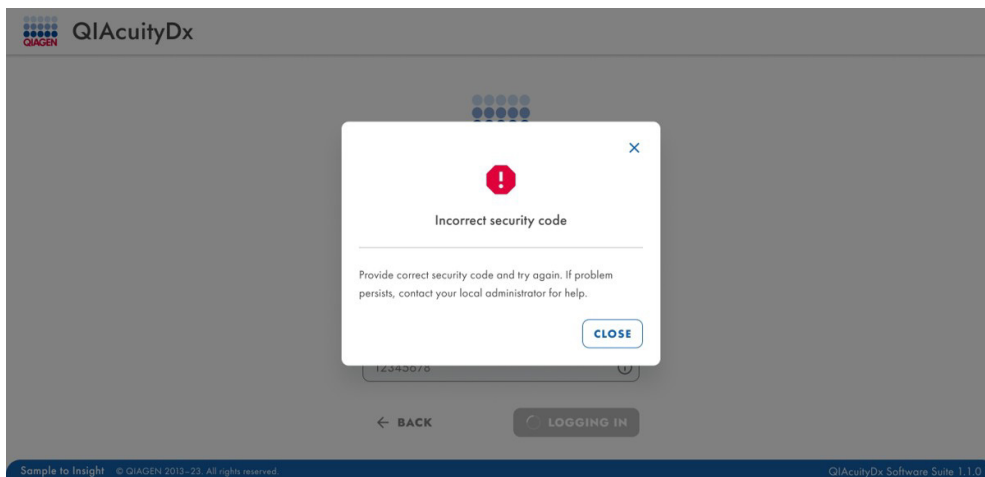 QIAGEN
QIAcuityDx
Incorrect security code
Provide correct security code and try again. If problem
persists, contact your local administrator for help.
CLOSE
12345678
BACK
LOGGING IN
Sample to Insight © QIAGEN 2013–23. All rights reserved.
QIAcuityDx Software Suite 1.1.0